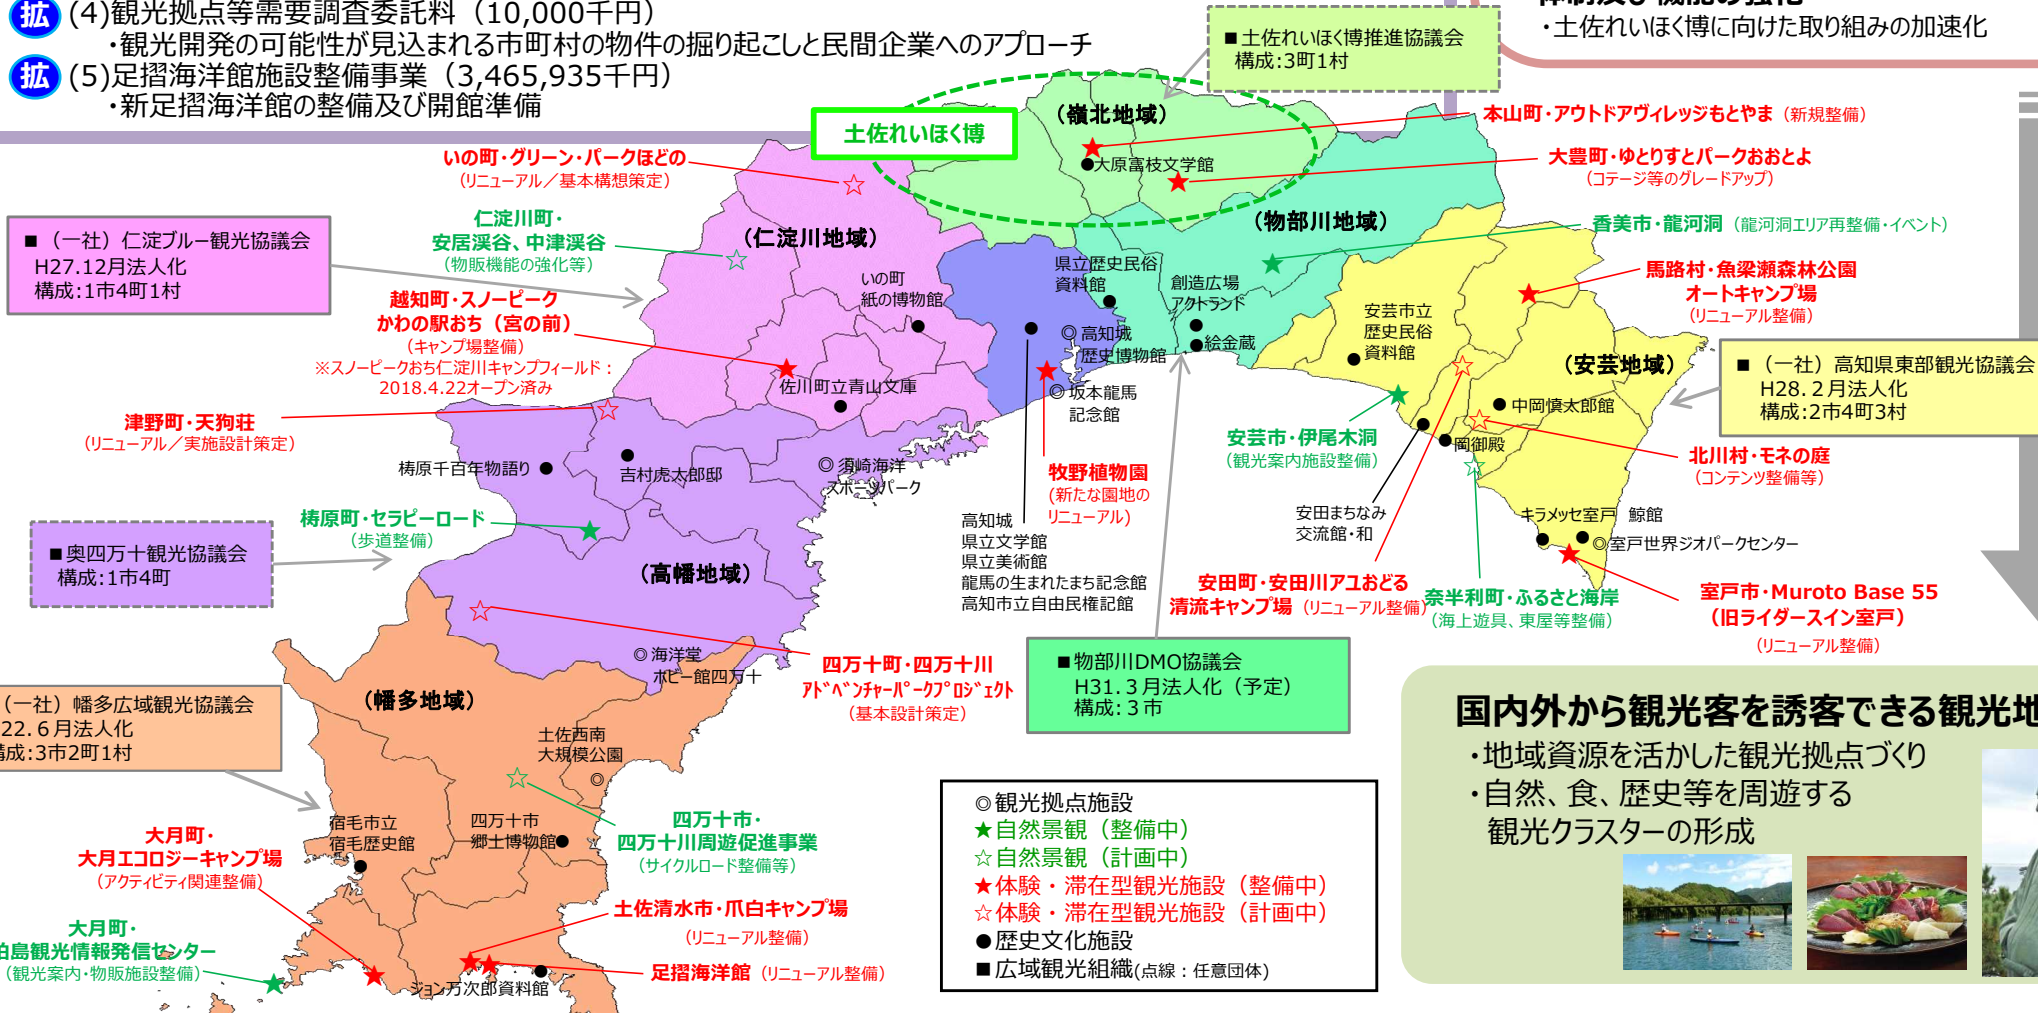 拡 (4)観光拠点等需要調査委託料（10,000千円）
・観光開発の可能性が見込まれる市町村の物件の掘り起こしと民間企業へのアプローチ
拡 (5)足摺海洋館施設整備事業（3,465,935千円）
・新足摺海洋館の整備及び開館準備
・土佐れいほく博に向けた取り組みの加速化
■土佐れいほく博推進協議会
構成:3町1村
土佐れいほく博
（嶺北地域）
大原富枝文学館
本山町・アウトドアヴィレッジもとやま（新規整備）
大豊町・ゆとりすとパークおおとよ
（コテージ等のグレードアップ）
いの町・グリーン・パークほどの
（リニューアル／基本構想策定）
仁淀川町・
安居渓谷、中津渓谷
（物販機能の強化等）
■（一社）仁淀ブルー観光協議会
H27.12月法人化
構成:1市4町1村
（仁淀川地域）
いの町
紙の博物館
越知町・スノーピーク
かわの駅おち（宮の前）
（キャンプ場整備）
※スノーピークおち仁淀川キャンプフィールド：
2018.4.22オープン済み
佐川町立青山文庫
（物部川地域）
香美市・龍河洞（龍河洞エリア再整備・イベント）
県立歴史民俗
資料館
創造広場
アクトランド
絵金蔵
◎高知城
歴史博物館
◎坂本龍馬
記念館
馬路村・魚梁瀬森林公園
オートキャンプ場
（リニューアル整備）
安芸市立
歴史民俗
資料館
（安芸地域）
■（一社）高知県東部観光協議会
H28.2月法人化
構成:2市4町3村
中岡慎太郎館
岡御殿
安芸市・伊尾木洞
（観光案内施設整備）
北川村・モネの庭
（コンテンツ整備等）
津野町・天狗荘
（リニューアル／実施設計策定）
梼原千百年物語り
吉村虎太郎邸
◎須崎海洋
スポーツパーク
牧野植物園
(新たな園地の
リニューアル)
高知城
県立文学館
県立美術館
龍馬の生まれたまち記念館
高知市立自由民権記館
安田まちなみ
交流館・和
キラメッセ室戸 鯨館
◎室戸世界ジオパークセンター
梼原町・セラピーロード
（歩道整備）
■奥四万十観光協議会
構成:1市4町
（高幡地域）
安田町・安田川アユおどる
清流キャンプ場（リニューアル整備）
奈半利町・ふるさと海岸
（海上遊具、東屋等整備）
室戸市・Muroto Base 55
（旧ライダースイン室戸）
（リニューアル整備）
◎海洋堂
ホビー館四万十
四万十町・四万十川
ｱﾄﾞﾍﾞﾝﾁｬｰﾊﾟｰｸﾌﾟﾛｼﾞｪｸﾄ
（基本設計策定）
■物部川DMO協議会
H31.3月法人化（予定）
構成:3市
（一社）幡多広域観光協議会
22.6月法人化
成:3市2町1村
（幡多地域）
土佐西南
大規模公園
◎
宿毛市立
宿毛歴史館
四万十市
郷土博物館
四万十市・
四万十川周遊促進事業
（サイクルロード整備等）
大月町・
大月エコロジーキャンプ場
（アクティビティ関連整備）
大月町・
柏島観光情報発信センター
（観光案内・物販施設整備）
土佐清水市・爪白キャンプ場
（リニューアル整備）
足摺海洋館（リニューアル整備）
ジョン万次郎資料館
◎観光拠点施設
★自然景観（整備中）
☆自然景観（計画中）
★体験・滞在型観光施設（整備中）
☆体験・滞在型観光施設（計画中）
●歴史文化施設
■広域観光組織(点線：任意団体)
国内外から観光客を誘客できる観光地
・地域資源を活かした観光拠点づくり
・自然、食、歴史等を周遊する
観光クラスターの形成